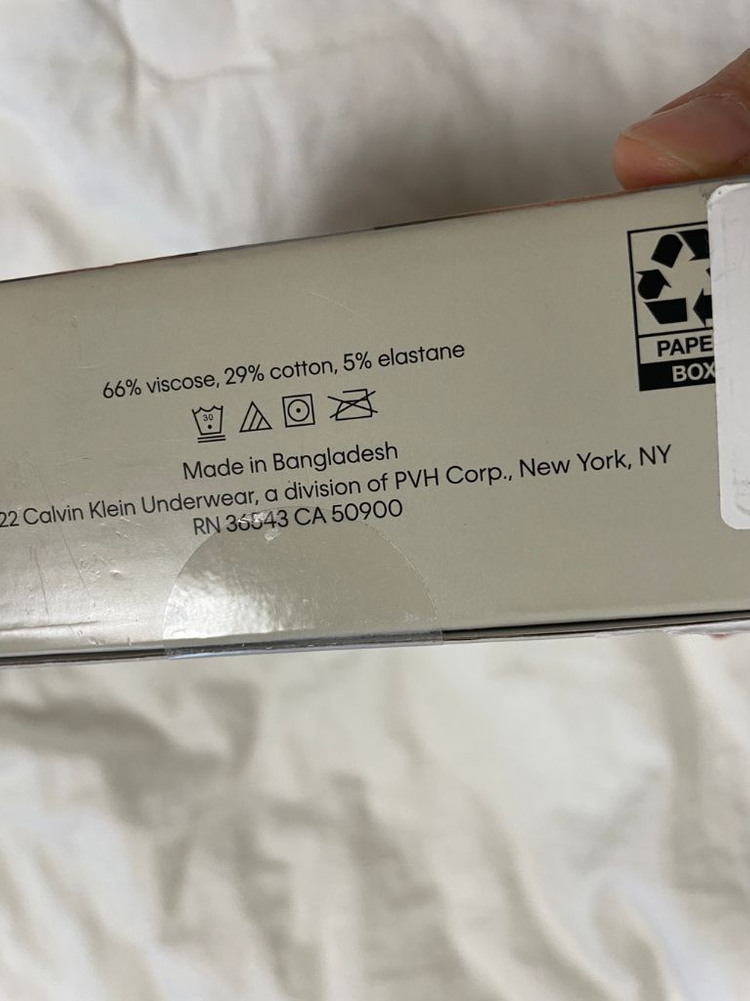 66% viscose, 29% cotton, 5% elastane
30
Made in Bangladesh
22 Calvin Klein Underwear, a division of PVH Corp., New York, NY
RN 36543 CA 50900
PAPE
BOX